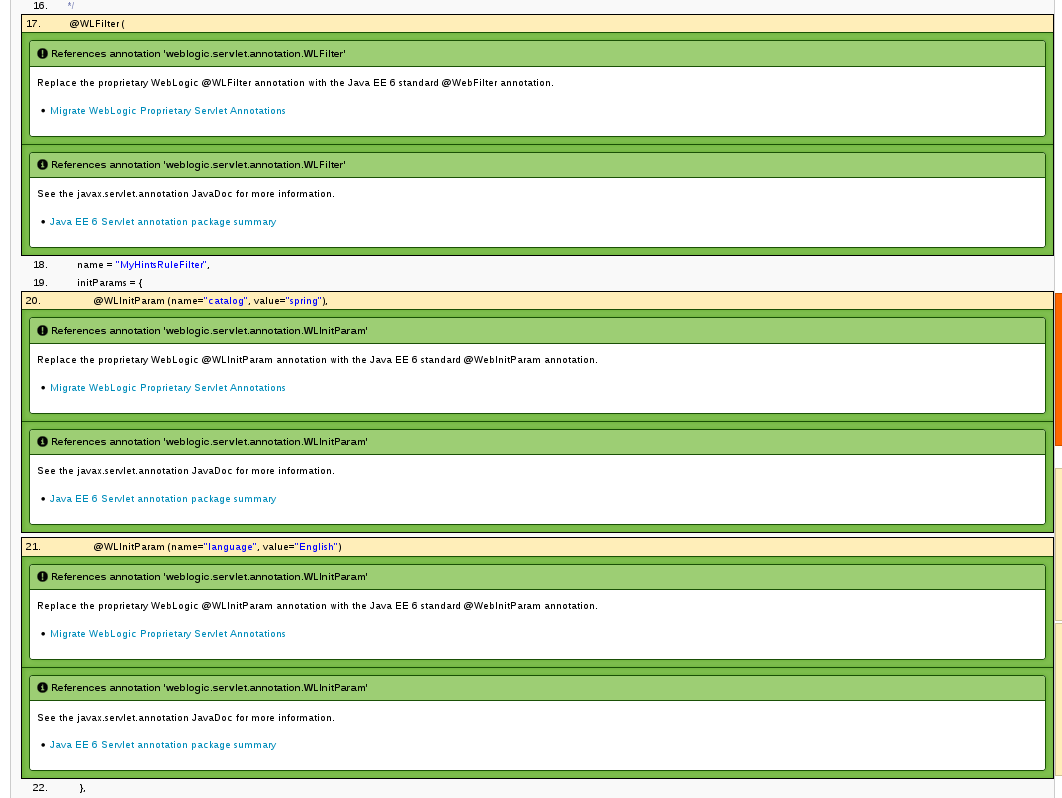 16. */
17. @WLFilter (
References annotation 'weblogic.servlet.annotation.WLFilter'
Replace the proprietary WebLogic @WLFilter annotation with the Java EE 6 standard @WebFilter annotation.
• Migrate WebLogic Proprietary Servlet Annotations
References annotation 'weblogic.servlet.annotation.WLFilter'
See the javax.servlet.annotation JavaDoc for more information.
• Java EE 6 Servlet annotation package summary
18. name = "MyHintsRuleFilter",
19. initParams = {
20. @WLInitParam (name="catalog", value="spring"),
References annotation 'weblogic.servlet.annotation.WLInitParam'
Replace the proprietary WebLogic @WLInitParam annotation with the Java EE 6 standard @WebInitParam annotation.
• Migrate WebLogic Proprietary Servlet Annotations
References annotation 'weblogic.servlet.annotation.WLInitParam'
See the javax.servlet.annotation JavaDoc for more information.
• Java EE 6 Servlet annotation package summary
21. @WLInitParam (name="language", value="English")
References annotation 'weblogic.servlet.annotation.WLInitParam'
Replace the proprietary WebLogic @WLInitParam annotation with the Java EE 6 standard @WebInitParam annotation.
• Migrate WebLogic Proprietary Servlet Annotations
References annotation 'weblogic.servlet.annotation.WLInitParam'
See the javax.servlet.annotation JavaDoc for more information.
• Java EE 6 Servlet annotation package summary
22. },